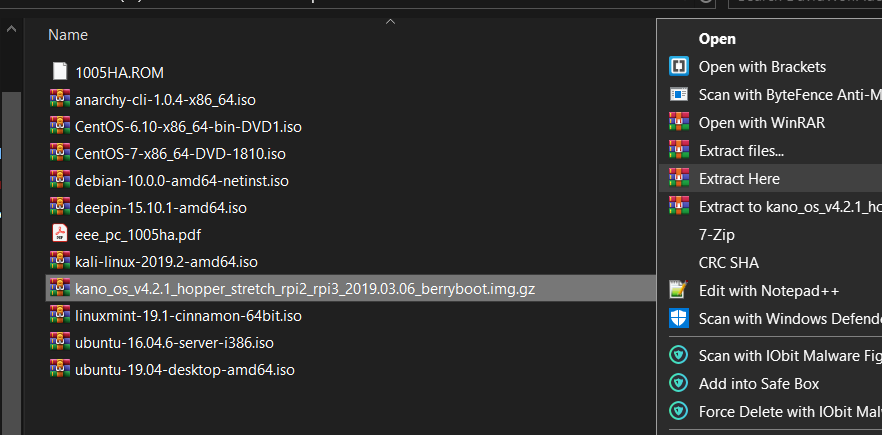 Name
1005HA.ROM
anarchy-cli-1.0.4-x86_64.iso
CentOS-6.10-x86_64-bin-DVD1.iso
CentOS-7-x86_64-DVD-1810.iso
debian-10.0.0-amd64-netinst.iso
deepin-15.10.1-amd64.iso
eee_pc_1005ha.pdf
kali-linux-2019.2-amd64.iso
kano_os_v4.2.1_hopper_stretch_rpi2_rpi3_2019.03.06_berryboot.img.gz
linuxmint-19.1-cinnamon-64bit.iso
ubuntu-16.04.6-server-i386.iso
ubuntu-19.04-desktop-amd64.iso
Open
Open with Brackets
Scan with ByteFence Anti-M
Open with WinRAR
Extract files...
Extract Here
Extract to kano_os_v4.2.1_ho
7-Zip
CRC SHA
Edit with Notepad++
Scan with Windows Defende
Scan with IObit Malware Fig
Add into Safe Box
Force Delete with IObit Mal